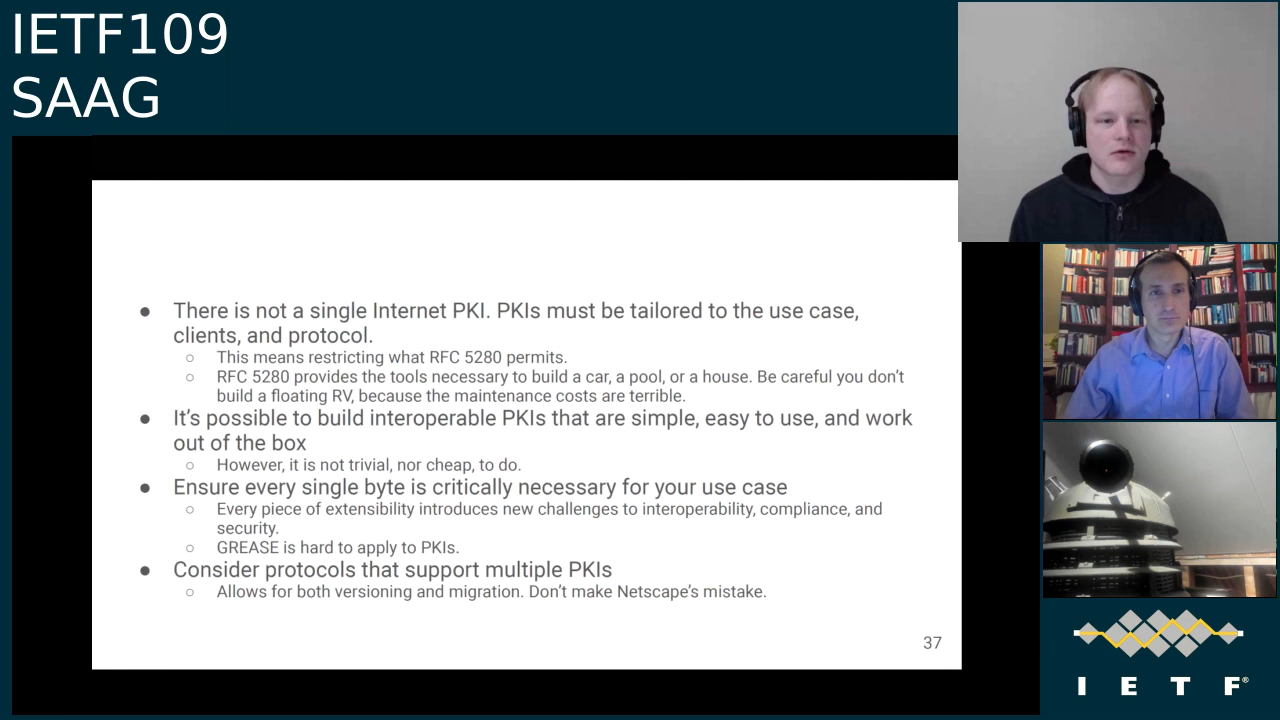 IETF109
SAAG
● There is not a single Internet PKI. PKIs must be tailored to the use case,
clients, and protocol.
○ This means restricting what RFC 5280 permits.
○ RFC 5280 provides the tools necessary to build a car, a pool, or a house. Be careful you don’t
build a floating RV, because the maintenance costs are terrible.
● It’s possible to build interoperable PKIs that are simple, easy to use, and work
out of the box
○ However, it is not trivial, nor cheap, to do.
● Ensure every single byte is critically necessary for your use case
○ Every piece of extensibility introduces new challenges to interoperability, compliance, and
security.
○ GREASE is hard to apply to PKIs.
● Consider protocols that support multiple PKIs
○ Allows for both versioning and migration. Don’t make Netscape’s mistake.
37
I E T F®